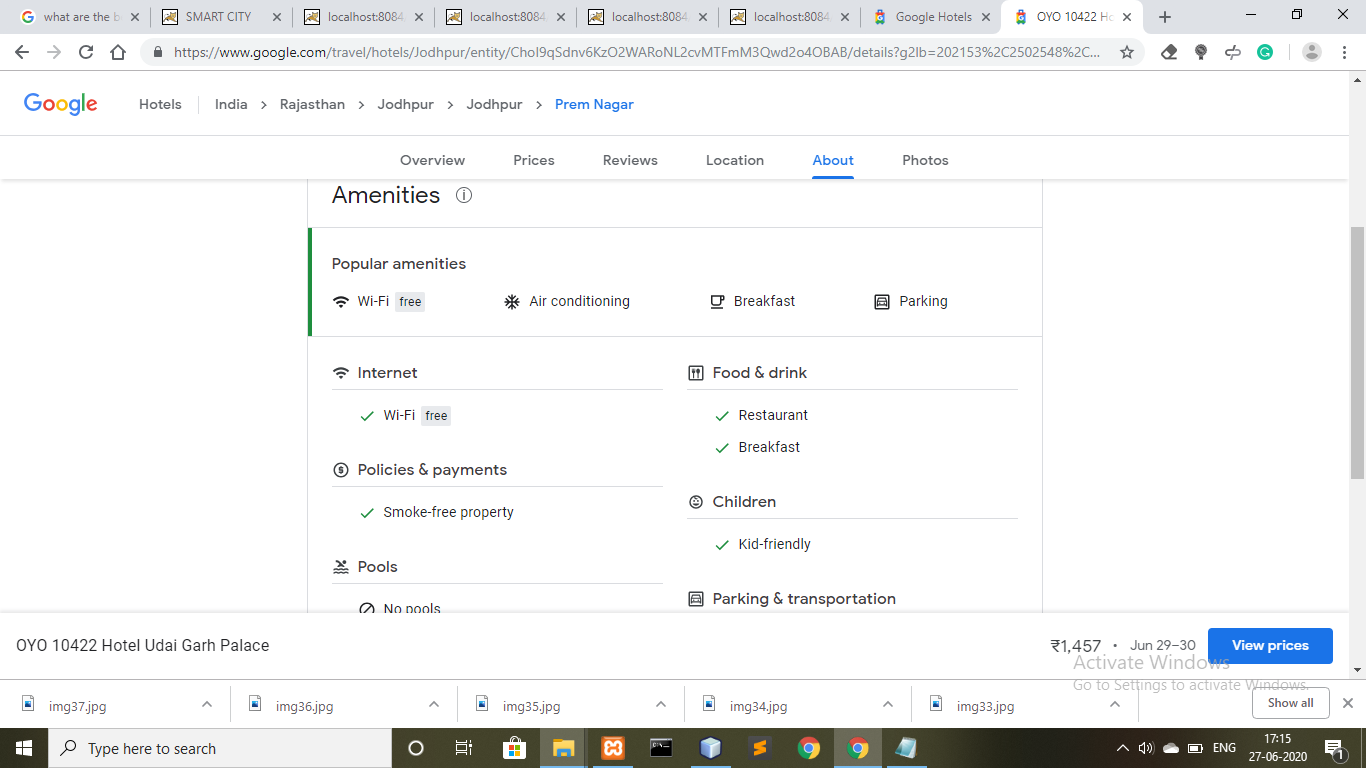 what are the b
SMART CITY
localhost:8084
localhost:8084
localhost:8084
localhost:8084
Google Hotels
OYO 10422 Ho
https://www.google.com/travel/hotels/Jodhpur/entity/ChoI9qSdnv6KzO2WARoNL2cvMTFmM3Qwd2o4OBAB/details?g2lb=202153%2C2502548%2C...
Google Hotels India > Rajasthan > Jodhpur > Jodhpur > Prem Nagar
Overview Prices Reviews Location About Photos
Amenities
Popular amenities
Wi-Fi free Air conditioning Breakfast Parking
Internet
Wi-Fi free
Policies & payments
Smoke-free property
Pools
No pools
Food & drink
Restaurant
Breakfast
Children
Kid-friendly
Parking & transportation
OYO 10422 Hotel Udai Garh Palace
₹1,457 • Jun 29–30
View prices
Activate Windows
Go to Settings to activate Windows.
img37.jpg
img36.jpg
img35.jpg
img34.jpg
img33.jpg
Show all
Type here to search
ENG
17:15
27-06-2020
1